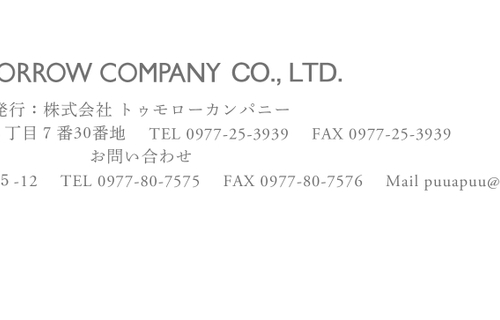 ORROW COMPANY CO., LTD.
発行：株式会社 トゥモローカンパニー
丁目７番30番地 TEL 0977-25-3939 FAX 0977-25-3939
お問い合わせ
5-12 TEL 0977-80-7575 FAX 0977-80-7576 Mail puuapuu@